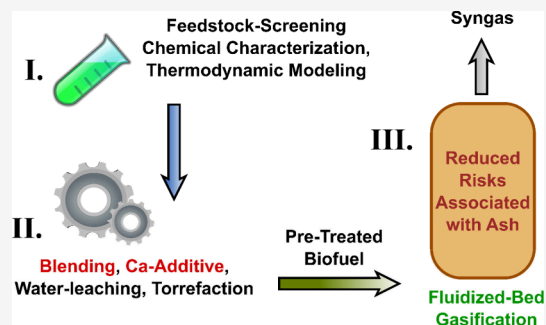 Feedstock-Screening
Chemical Characterization,
Thermodynamic Modeling
I.
Syngas
III.
Reduced
Risks
Associated
with Ash
II.
Blending, Ca-Additive,
Water-leaching, Torrefaction
Pre-Treated
Biofuel
Fluidized-Bed
Gasification